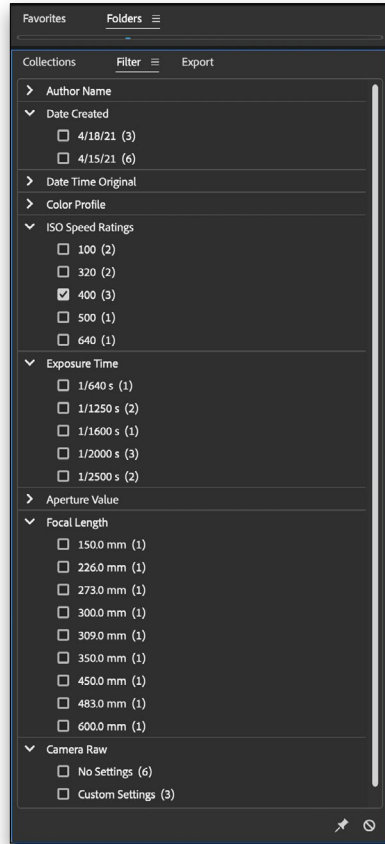 Favorites Folders
Collections Filter Export
Author Name
Date Created
4/18/21 (3)
4/15/21 (6)
Date Time Original
Color Profile
ISO Speed Ratings
100 (2)
320 (2)
400 (3)
500 (1)
640 (1)
Exposure Time
1/640 s (1)
1/1250 s (2)
1/1600 s (1)
1/2000 s (3)
1/2500 s (2)
Aperture Value
Focal Length
150.0 mm (1)
226.0 mm (1)
273.0 mm (1)
300.0 mm (1)
309.0 mm (1)
350.0 mm (1)
450.0 mm (1)
483.0 mm (1)
600.0 mm (1)
Camera Raw
No Settings (6)
Custom Settings (3)